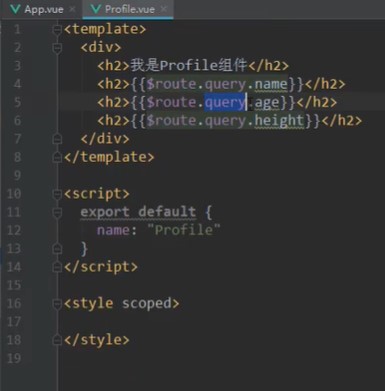 App.vue Profile.vue
1 <template>
2 <div>
3 <h2>我是Profile组件</h2>
4 <h2>{{$route.query.name}}</h2>
5 <h2>{{$route.query.age}}</h2>
6 <h2>{{$route.query.height}}</h2>
7 </div>
8 </template>
9
10 <script>
11 export default {
12 name: "Profile"
13 }
14 </script>
15
16 <style scoped>
17
18 </style>
19